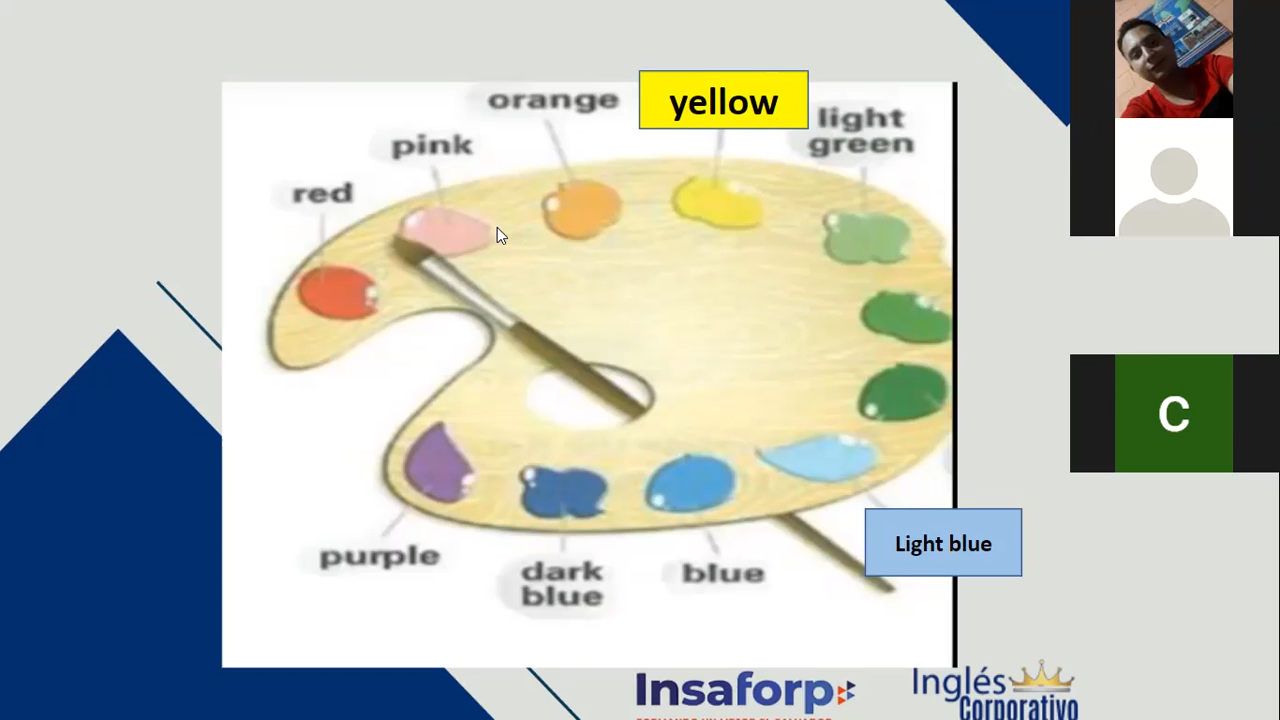 orange
yellow
light
green
pink
red
purple
dark
blue
blue
Light blue
Insaforp
Inglés
Corporativo
C